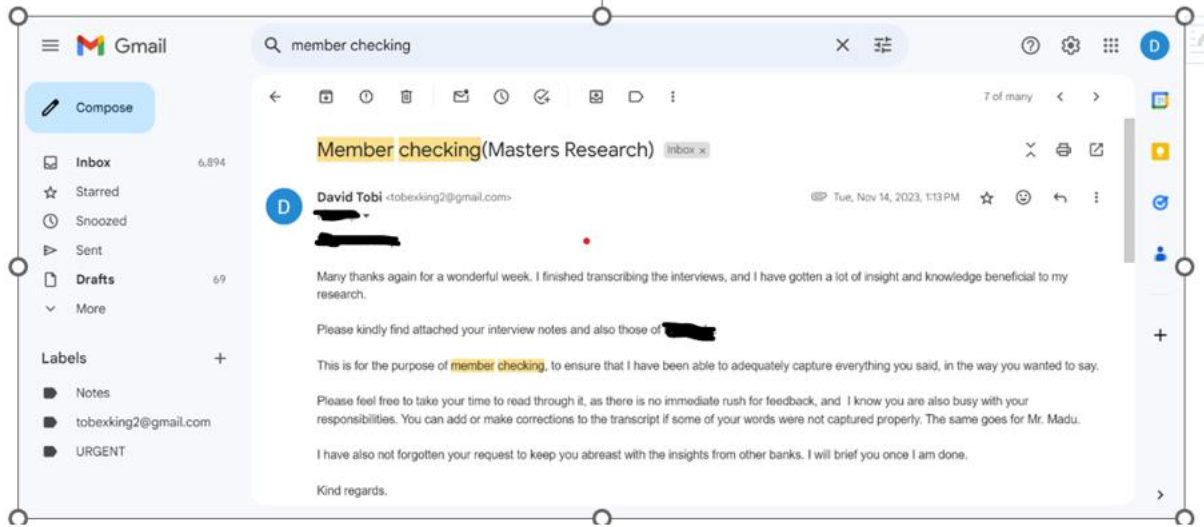 Gmail
member checking
Compose
7 of many
Inbox 6,894
Starred
Snoozed
Sent
Drafts 69
More
Labels +
Notes
tobexking2@gmail.com
URGENT
Member checking(Masters Research) Inbox x
D
D
David Tobi <tobexking2@gmail.com>
Tue, Nov 14, 2023, 1:13 PM
Many thanks again for a wonderful week. I finished transcribing the interviews, and I have gotten a lot of insight and knowledge beneficial to my
research.
Please kindly find attached your interview notes and also those of
This is for the purpose of member checking, to ensure that I have been able to adequately capture everything you said, in the way you wanted to say.
Please feel free to take your time to read through it, as there is no immediate rush for feedback, and I know you are also busy with your
responsibilities. You can add or make corrections to the transcript if some of your words were not captured properly. The same goes for Mr. Madu.
I have also not forgotten your request to keep you abreast with the insights from other banks. I will brief you once I am done.
Kind regards.